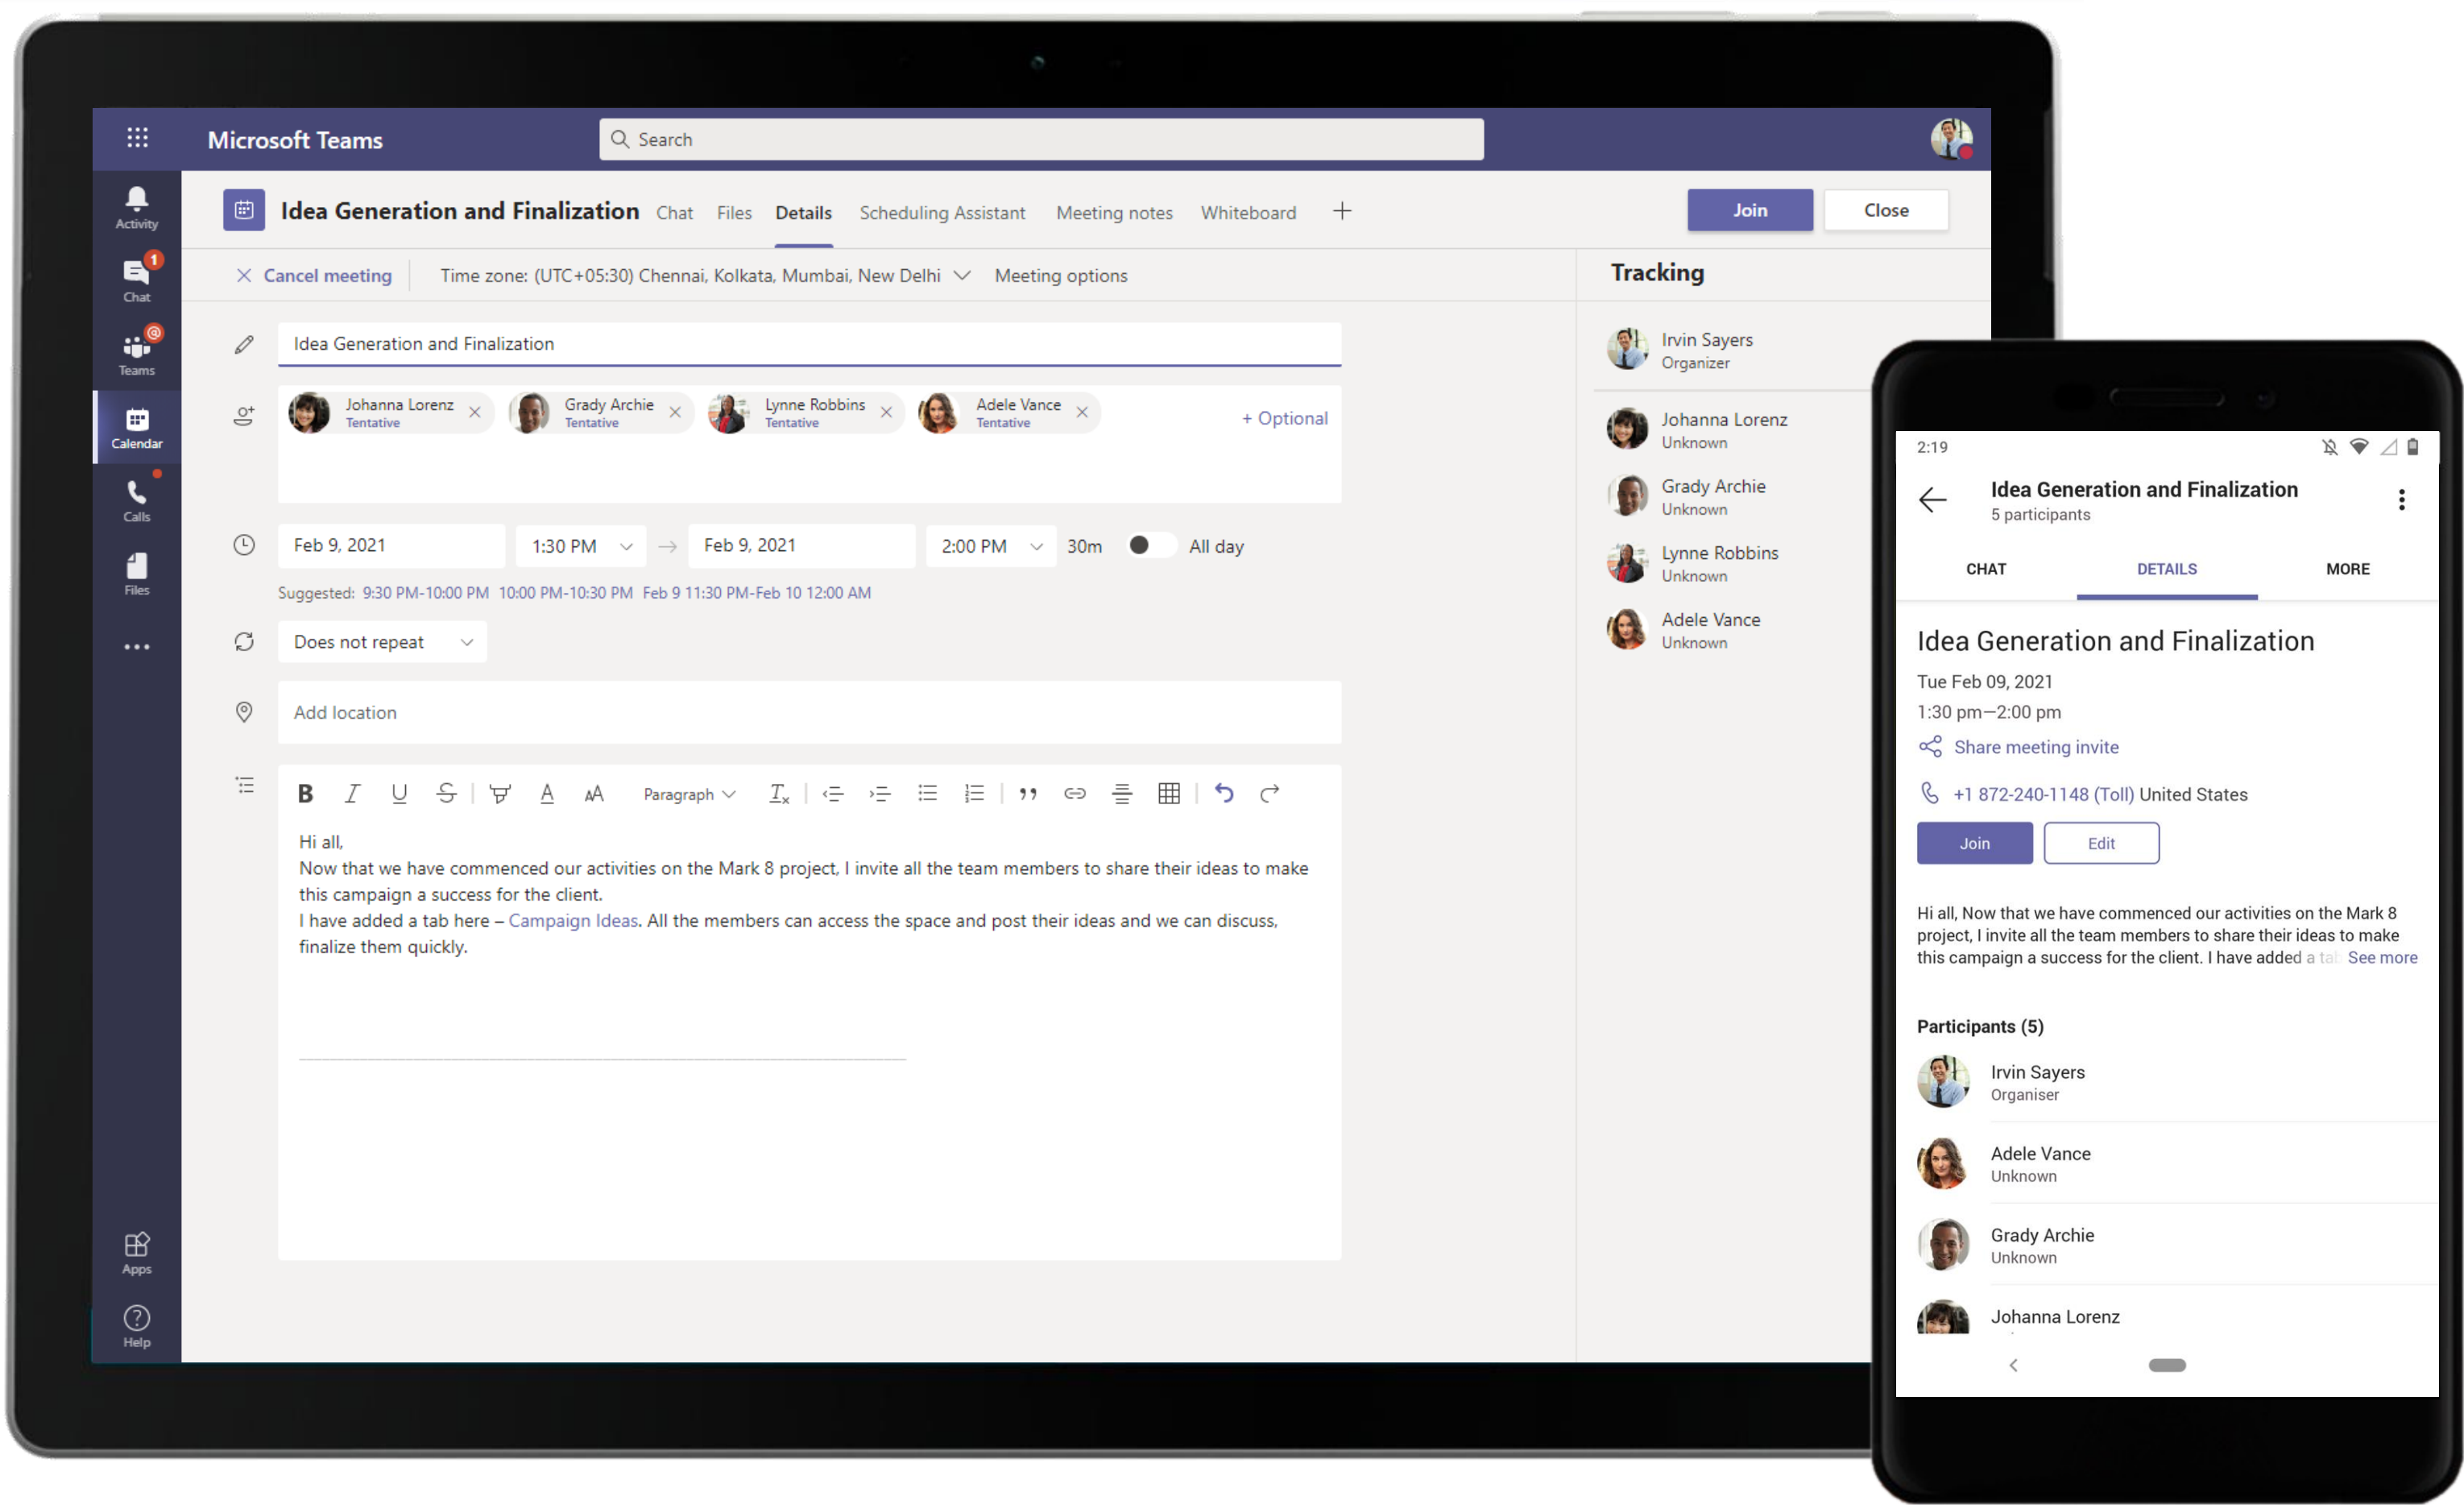 Microsoft Teams
Search
Activity
1
Chat
@
Teams
Calendar
Calls
Files
Apps
Help
Idea Generation and Finalization Chat Files Details Scheduling Assistant Meeting notes Whiteboard
Join Close
Cancel meeting Time zone: (UTC+05:30) Chennai, Kolkata, Mumbai, New Delhi Meeting options
Idea Generation and Finalization
Johanna Lorenz
Tentative
Grady Archie
Tentative
Lynne Robbins
Tentative
Adele Vance
Tentative
+ Optional
Feb 9, 2021 1:30 PM → Feb 9, 2021 2:00 PM 30m All day
Suggested: 9:30 PM-10:00 PM 10:00 PM-10:30 PM Feb 9 11:30 PM-Feb 10 12:00 AM
Does not repeat
Add location
B I U S A AA Paragraph Tx
Hi all,
Now that we have commenced our activities on the Mark 8 project, I invite all the team members to share their ideas to make
this campaign a success for the client.
I have added a tab here – Campaign Ideas. All the members can access the space and post their ideas and we can discuss,
finalize them quickly.
Tracking
Irvin Sayers
Organizer
Johanna Lorenz
Unknown
Grady Archie
Unknown
Lynne Robbins
Unknown
Adele Vance
Unknown
2:19
Idea Generation and Finalization
5 participants
CHAT DETAILS MORE
Idea Generation and Finalization
Tue Feb 09, 2021
1:30 pm–2:00 pm
Share meeting invite
+1 872-240-1148 (Toll) United States
Join Edit
Hi all, Now that we have commenced our activities on the Mark 8
project, I invite all the team members to share their ideas to make
this campaign a success for the client. I have added a tab See more
Participants (5)
Irvin Sayers
Organiser
Adele Vance
Unknown
Grady Archie
Unknown
Johanna Lorenz